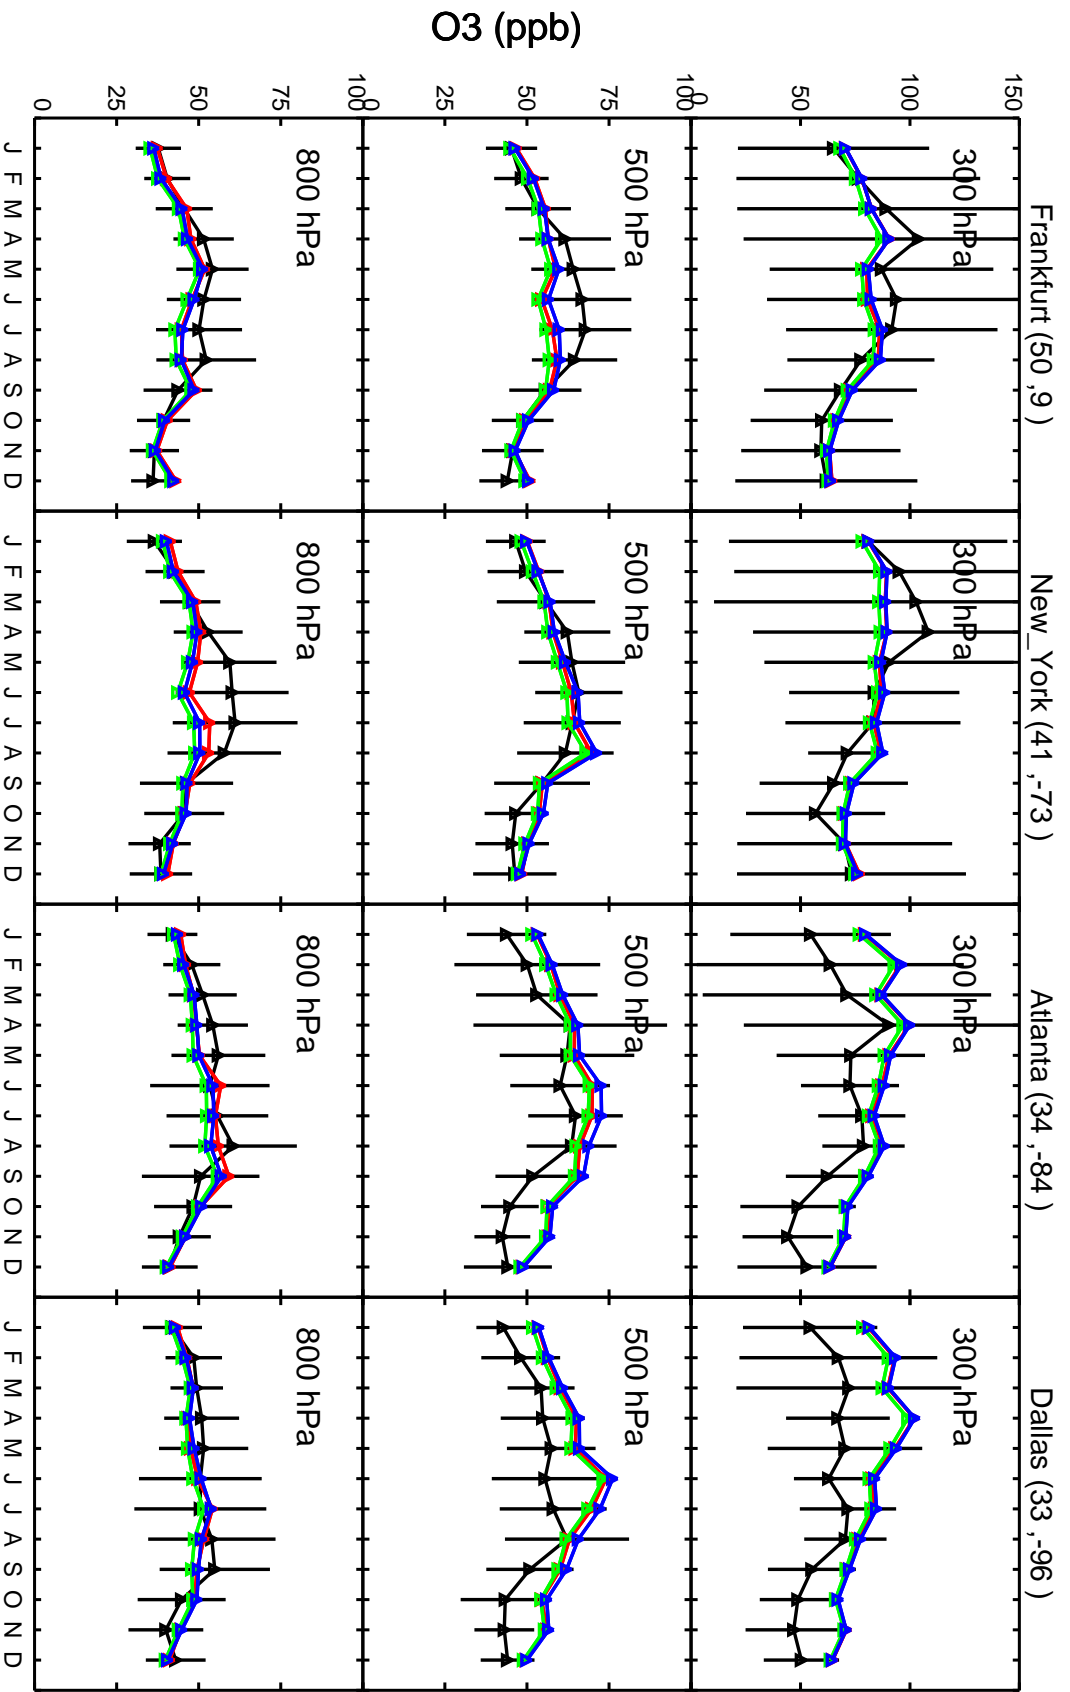 O3 (ppb)
Frankfurt (50 ,9 )
New_York (41 ,-73 )
Atlanta (34 ,-84 )
Dallas (33 ,-96 )
150
100
50
0
300 hPa
300 hPa
300 hPa
300 hPa
100
75
50
25
0
500 hPa
500 hPa
500 hPa
500 hPa
100
75
50
25
0
800 hPa
800 hPa
800 hPa
800 hPa
J F M A M J J A S O N D
J F M A M J J A S O N D
J F M A M J J A S O N D
J F M A M J J A S O N D